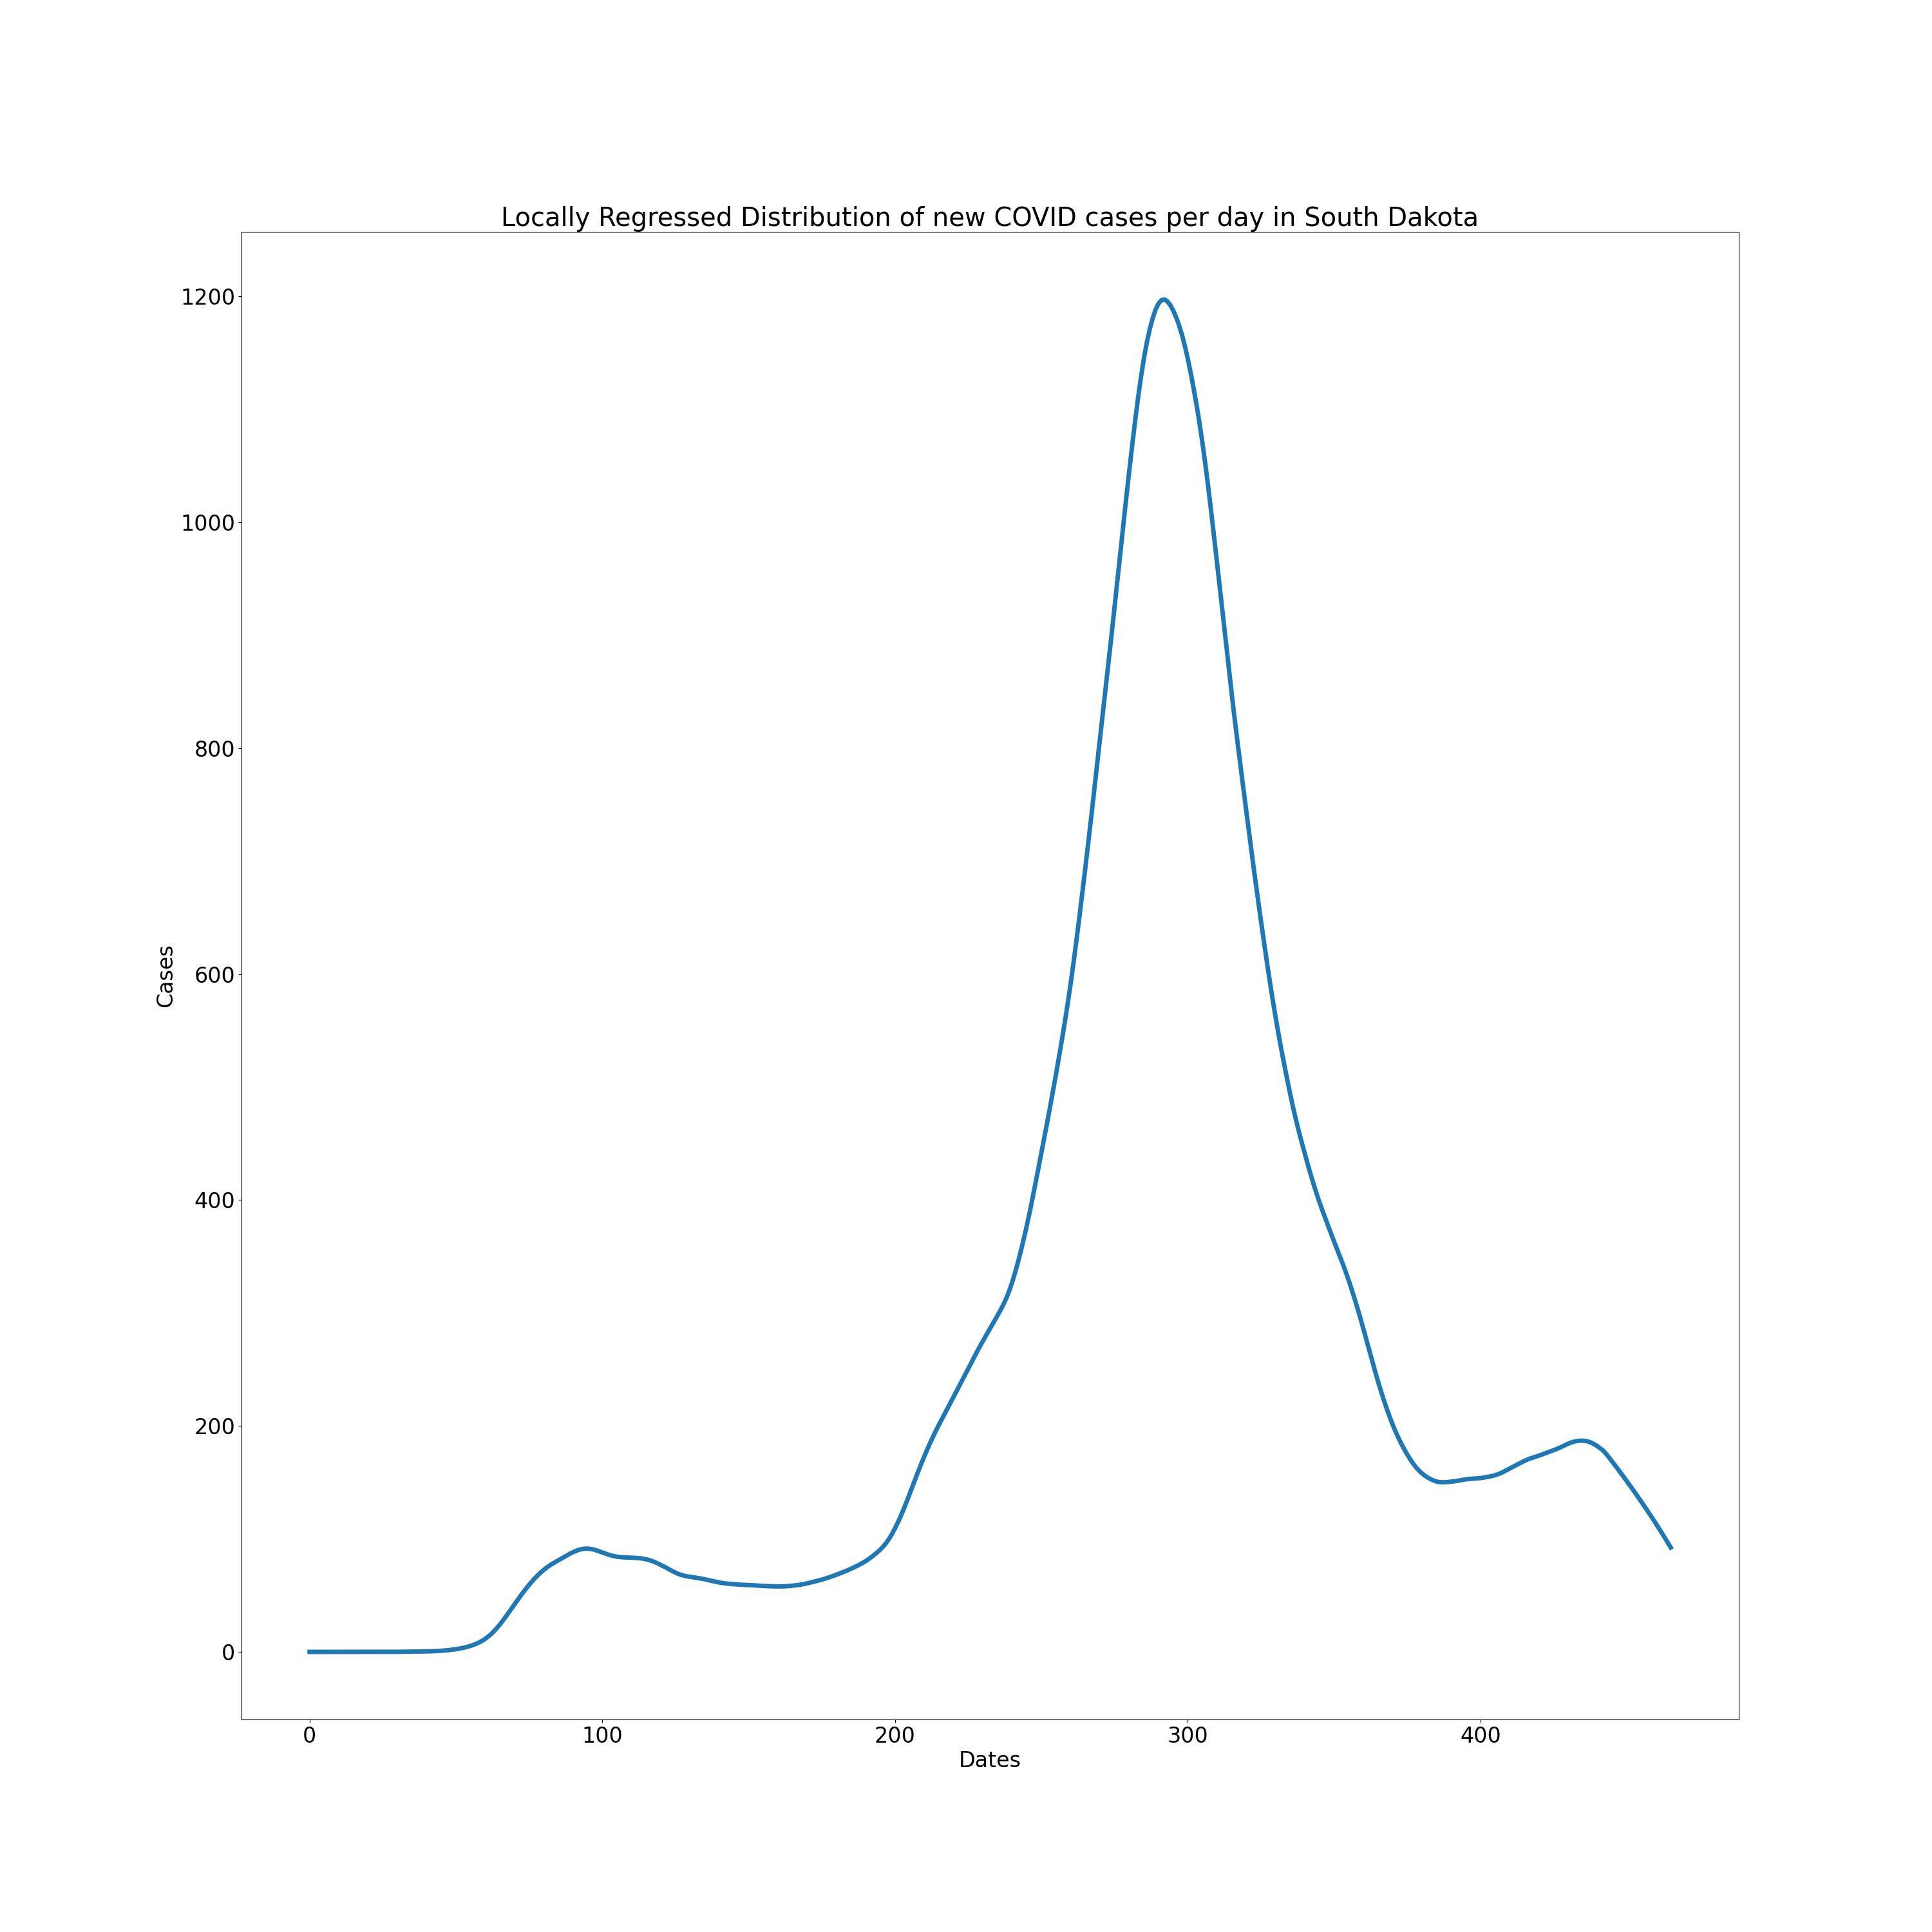 Locally Regressed Distribution of new COVID cases per day in South Dakota
1200
1000
800
600
400
200
0
Cases
0 100 200 300 400
Dates